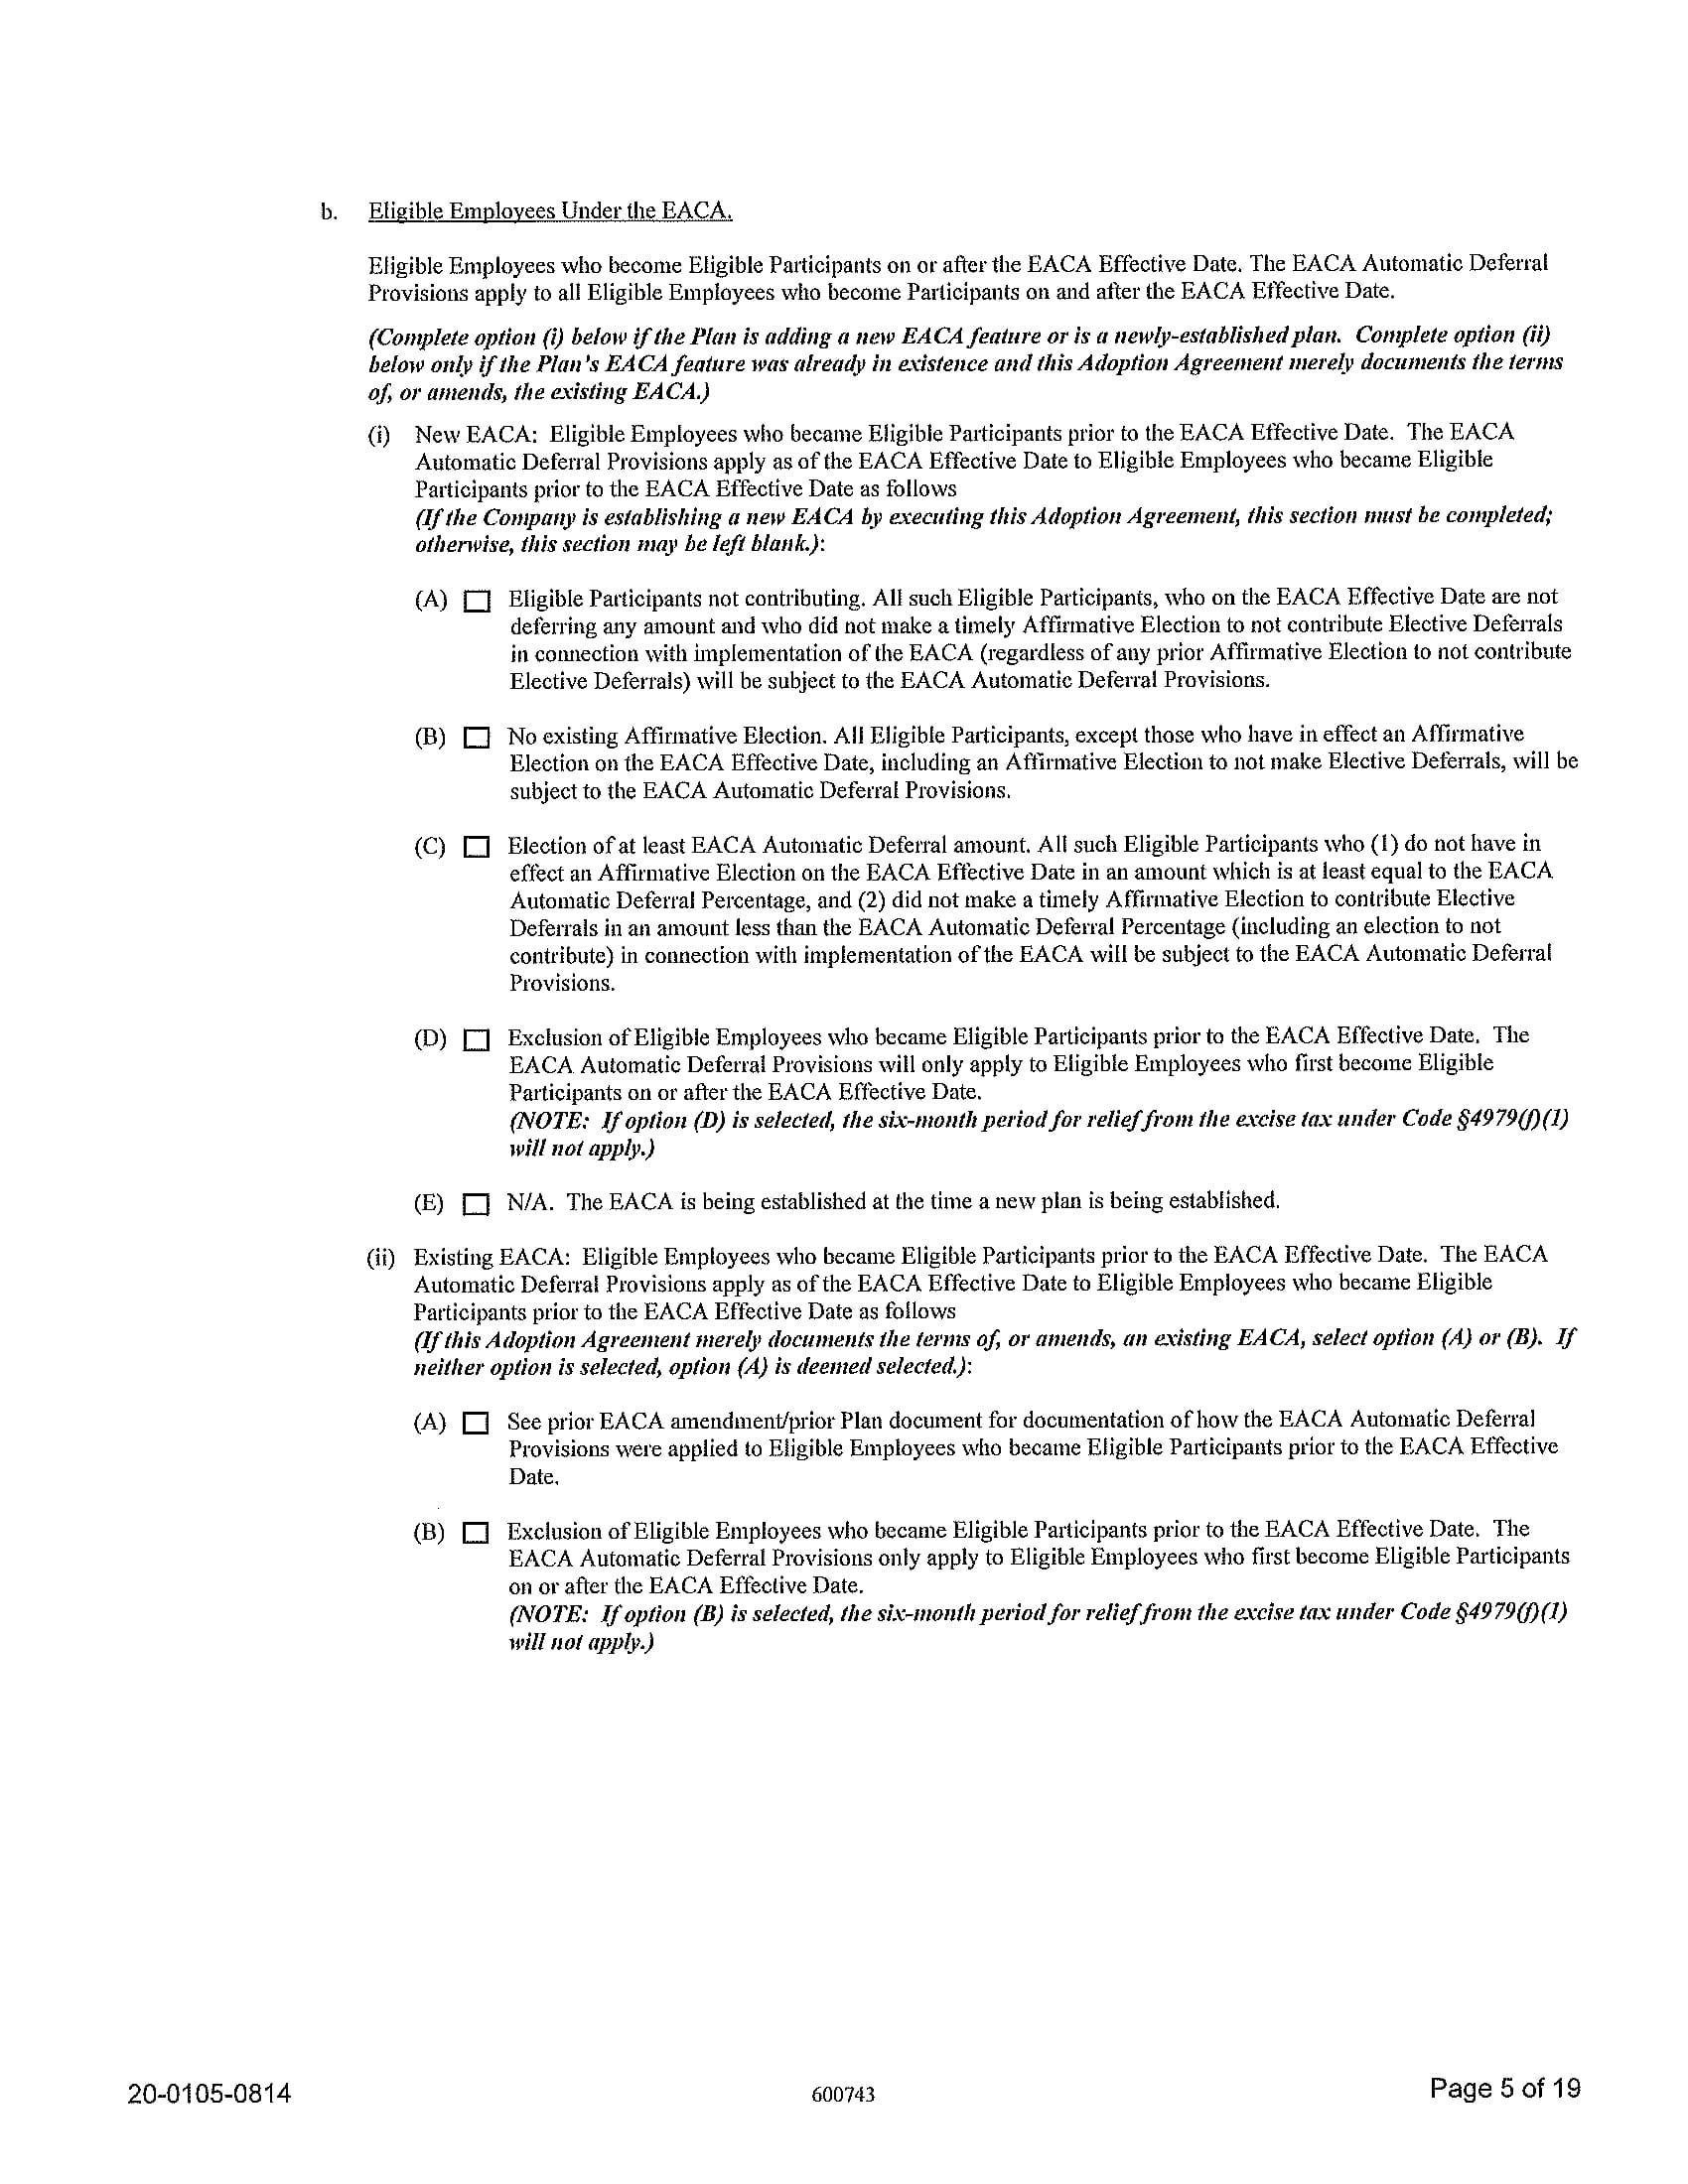 b. Eligible Employees Under the EACA.
Eligible Employees who become Eligible Participants on or after the EACA Effective Date. The EACA Automatic Deferral
Provisions apply to all Eligible Employees who become Participants on and after the EACA Effective Date.
(Complete option (i) below if the Plan is adding a new EACA feature or is a newly-established plan. Complete option (ii)
below only if the Plan's EACA feature was already in existence and this Adoption Agreement merely documents the terms
of, or amends, the existing EACA.)
(i) New EACA: Eligible Employees who became Eligible Participants prior to the EACA Effective Date. The EACA
Automatic Deferral Provisions apply as of the EACA Effective Date to Eligible Employees who became Eligible
Participants prior to the EACA Effective Date as follows
(If the Company is establishing a new EACA by executing this Adoption Agreement, this section must be completed;
otherwise, this section may be left blank.):
(A) ☐ Eligible Participants not contributing. All such Eligible Participants, who on the EACA Effective Date are not
deferring any amount and who did not make a timely Affirmative Election to not contribute Elective Deferrals
in connection with implementation of the EACA (regardless of any prior Affirmative Election to not contribute
Elective Deferrals) will be subject to the EACA Automatic Deferral Provisions.
(B) ☐ No existing Affirmative Election. All Eligible Participants, except those who have in effect an Affirmative
Election on the EACA Effective Date, including an Affirmative Election to not make Elective Deferrals, will be
subject to the EACA Automatic Deferral Provisions.
(C) ☐ Election of at least EACA Automatic Deferral amount. All such Eligible Participants who (1) do not have in
effect an Affirmative Election on the EACA Effective Date in an amount which is at least equal to the EACA
Automatic Deferral Percentage, and (2) did not make a timely Affirmative Election to contribute Elective
Deferrals in an amount less than the EACA Automatic Deferral Percentage (including an election to not
contribute) in connection with implementation of the EACA will be subject to the EACA Automatic Deferral
Provisions.
(D) ☐ Exclusion of Eligible Employees who became Eligible Participants prior to the EACA Effective Date. The
EACA Automatic Deferral Provisions will only apply to Eligible Employees who first become Eligible
Participants on or after the EACA Effective Date.
(NOTE: If option (D) is selected, the six-month period for relief from the excise tax under Code §4979(f)(1)
will not apply.)
(E) ☐ N/A. The EACA is being established at the time a new plan is being established.
(ii) Existing EACA: Eligible Employees who became Eligible Participants prior to the EACA Effective Date. The EACA
Automatic Deferral Provisions apply as of the EACA Effective Date to Eligible Employees who became Eligible
Participants prior to the EACA Effective Date as follows
(If this Adoption Agreement merely documents the terms of, or amends, an existing EACA, select option (A) or (B). If
neither option is selected, option (A) is deemed selected.):
(A) ☐ See prior EACA amendment/prior Plan document for documentation of how the EACA Automatic Deferral
Provisions were applied to Eligible Employees who became Eligible Participants prior to the EACA Effective
Date.
(B) ☐ Exclusion of Eligible Employees who became Eligible Participants prior to the EACA Effective Date. The
EACA Automatic Deferral Provisions only apply to Eligible Employees who first become Eligible Participants
on or after the EACA Effective Date.
(NOTE: If option (B) is selected, the six-month period for relief from the excise tax under Code §4979(f)(1)
will not apply.)
20-0105-0814 600743 Page 5 of 19